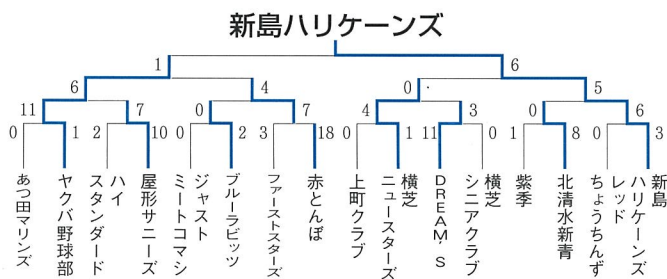 新島ハリケーンズ
1
6
6
4
0
5
11
7
0
7
4
3
0
6
0
1
2
10
0
2
3
18
0
1
11
0
1
8
0
3
あつ田マリンズ
ヤクバ野球部
ハイ
スタンダード
屋形サニーズ
ジャスト
ミートコマシ
ブルーラビッツ
ファーストスターズ
赤とんぼ
上町クラブ
横芝
ニュースターズ
DREAM'S
横芝
シニアクラブ
紫季
北清水新青
レッド
ちょうちんず
新島
ハリケーンズ